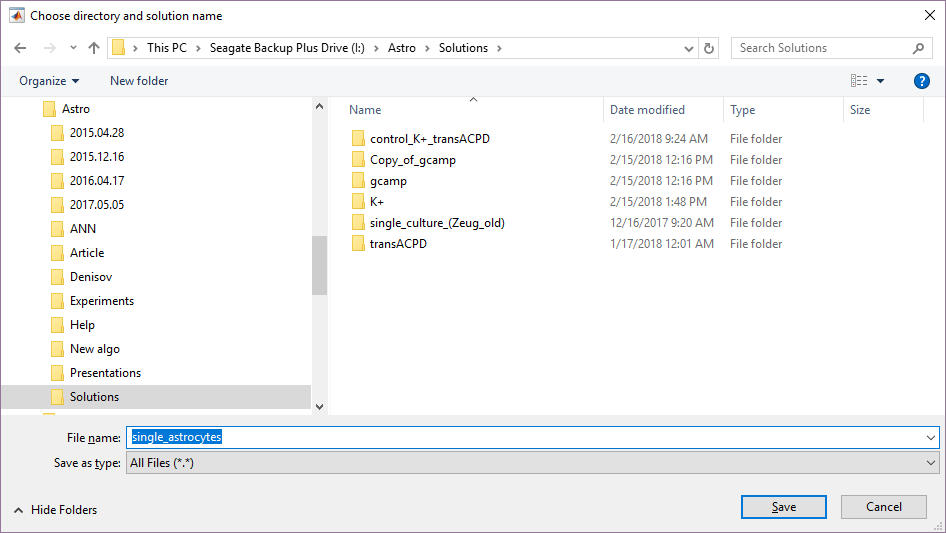 Choose directory and solution name
This PC Seagate Backup Plus Drive (I:) Astro Solutions
Search Solutions
Organize New folder
Astro
2015.04.28
2015.12.16
2016.04.17
2017.05.05
ANN
Article
Denisov
Experiments
Help
New algo
Presentations
Solutions
Name Date modified Type Size
control_K+_transACPD 2/16/2018 9:24 AM File folder
Copy_of_gcamp 2/15/2018 12:16 PM File folder
gcamp 2/15/2018 12:16 PM File folder
K+ 2/15/2018 1:48 PM File folder
single_culture_(Zeug_old) 12/16/2017 9:20 AM File folder
transACPD 1/17/2018 12:01 AM File folder
File name: single_astrocytes
Save as type: All Files (*.*)
Hide Folders
Save
Cancel